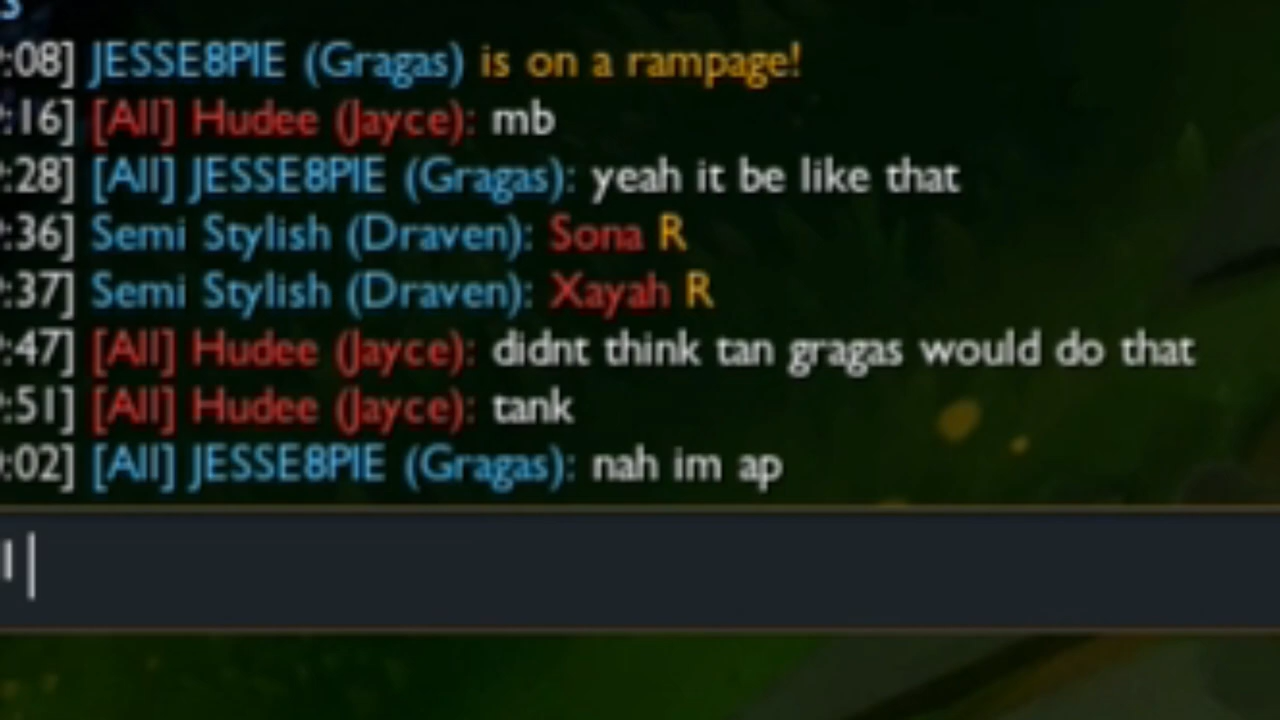 :08] JESSE8PIE (Gragas) is on a rampage!
:16] [All] Hudee (Jayce): mb
:28] [All] JESSE8PIE (Gragas): yeah it be like that
:36] Semi Stylish (Draven): Sona R
:37] Semi Stylish (Draven): Xayah R
:47] [All] Hudee (Jayce): didnt think tan gragas would do that
:51] [All] Hudee (Jayce): tank
:02] [All] JESSE8PIE (Gragas): nah im ap